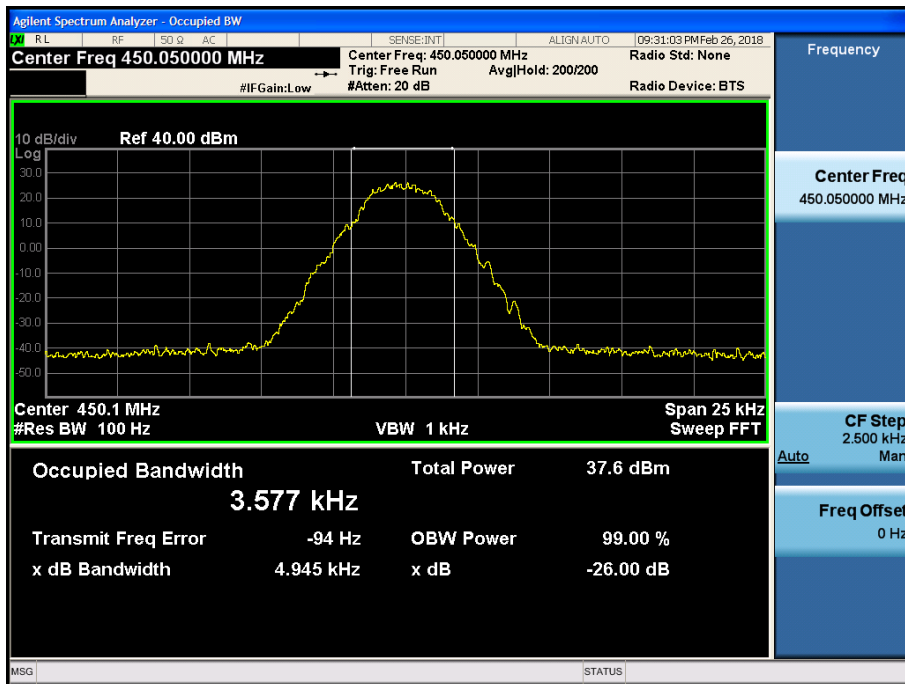 Agilent Spectrum Analyzer - Occupied BW
LXI RL RF 50 Ω AC SENSE:INT ALIGN AUTO 09:31:03 PM Feb 26, 2018
Center Freq 450.050000 MHz
Center Freq: 450.050000 MHz
Radio Std: None
Trig: Free Run Avg|Hold: 200/200
#IFGain:Low #Atten: 20 dB Radio Device: BTS
10 dB/div Ref 40.00 dBm
Log
30.0
20.0
10.0
0.00
-10.0
-20.0
-30.0
-40.0
-50.0
Center 450.1 MHz Span 25 kHz
#Res BW 100 Hz VBW 1 kHz Sweep FFT
Occupied Bandwidth Total Power 37.6 dBm
3.577 kHz
Transmit Freq Error -94 Hz OBW Power 99.00 %
x dB Bandwidth 4.945 kHz x dB -26.00 dB
MSG STATUS
Frequency
Center Freq
450.050000 MHz
CF Step
2.500 kHz
Auto Man
Freq Offset
0 Hz